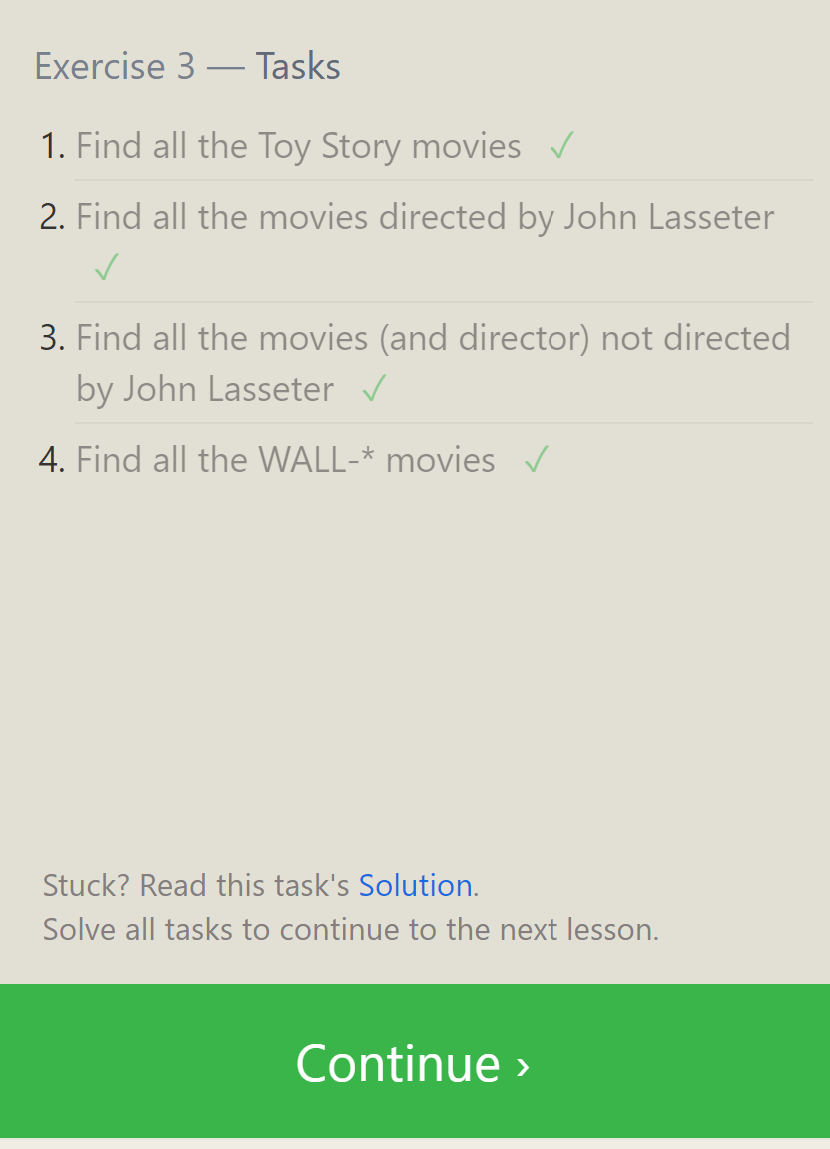 Exercise 3 — Tasks
1. Find all the Toy Story movies ✓
2. Find all the movies directed by John Lasseter
✓
3. Find all the movies (and director) not directed
by John Lasseter ✓
4. Find all the WALL-* movies ✓
Stuck? Read this task's Solution.
Solve all tasks to continue to the next lesson.
Continue ›